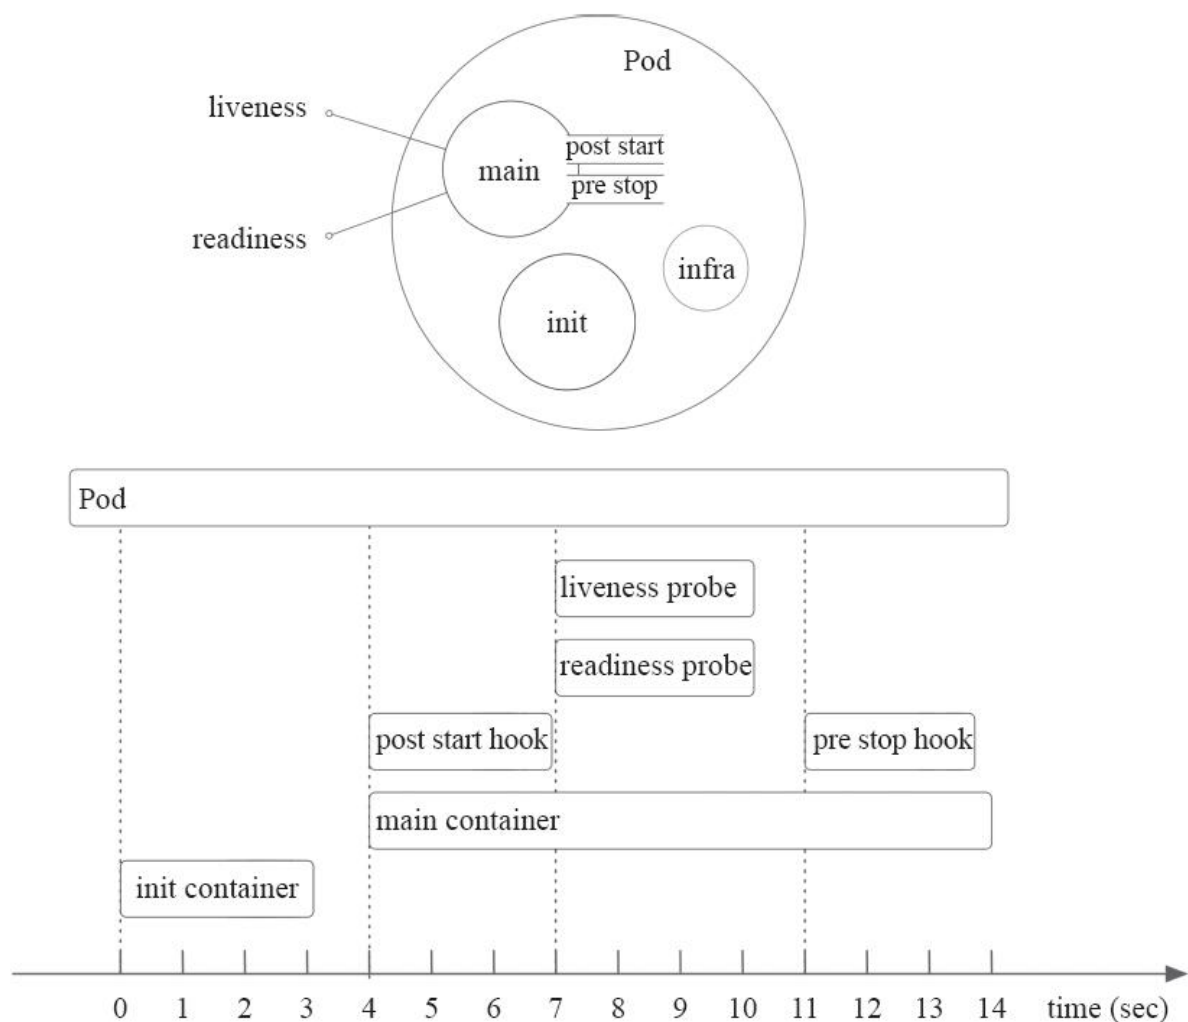 Pod
liveness
post start
main
pre stop
readiness
infra
init
Pod
liveness probe
readiness probe
post start hook
pre stop hook
main container
init container
0 1 2 3 4 5 6 7 8 9 10 11 12 13 14 time (sec)